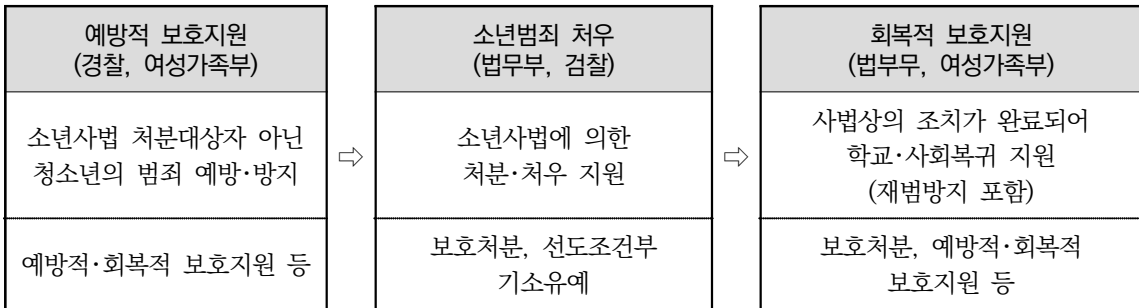 예방적 보호지원
(경찰, 여성가족부)
소년사법 처분대상자 아닌
청소년의 범죄 예방·방지
예방적·회복적 보호지원 등
⇨
소년범죄 처우
(법무부, 검찰)
소년사법에 의한
처분·처우 지원
보호처분, 선도조건부
기소유예
⇨
회복적 보호지원
(법부무, 여성가족부)
사법상의 조치가 완료되어
학교·사회복귀 지원
(재범방지 포함)
보호처분, 예방적·회복적
보호지원 등